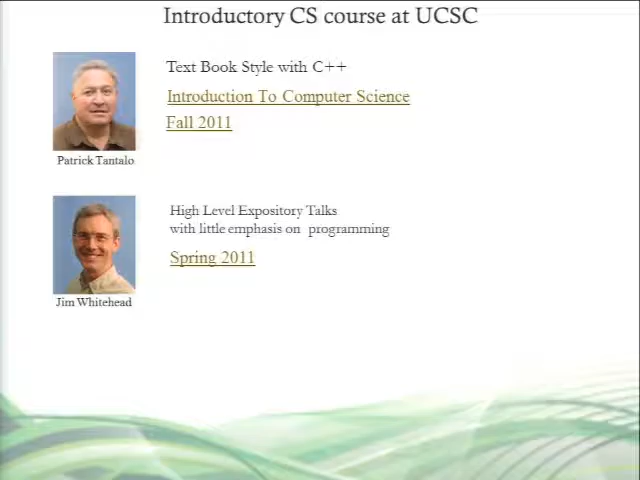 Introductory CS course at UCSC
Text Book Style with C++
Introduction To Computer Science
Fall 2011
Patrick Tantalo
High Level Expository Talks
with little emphasis on programming
Spring 2011
Jim Whitehead